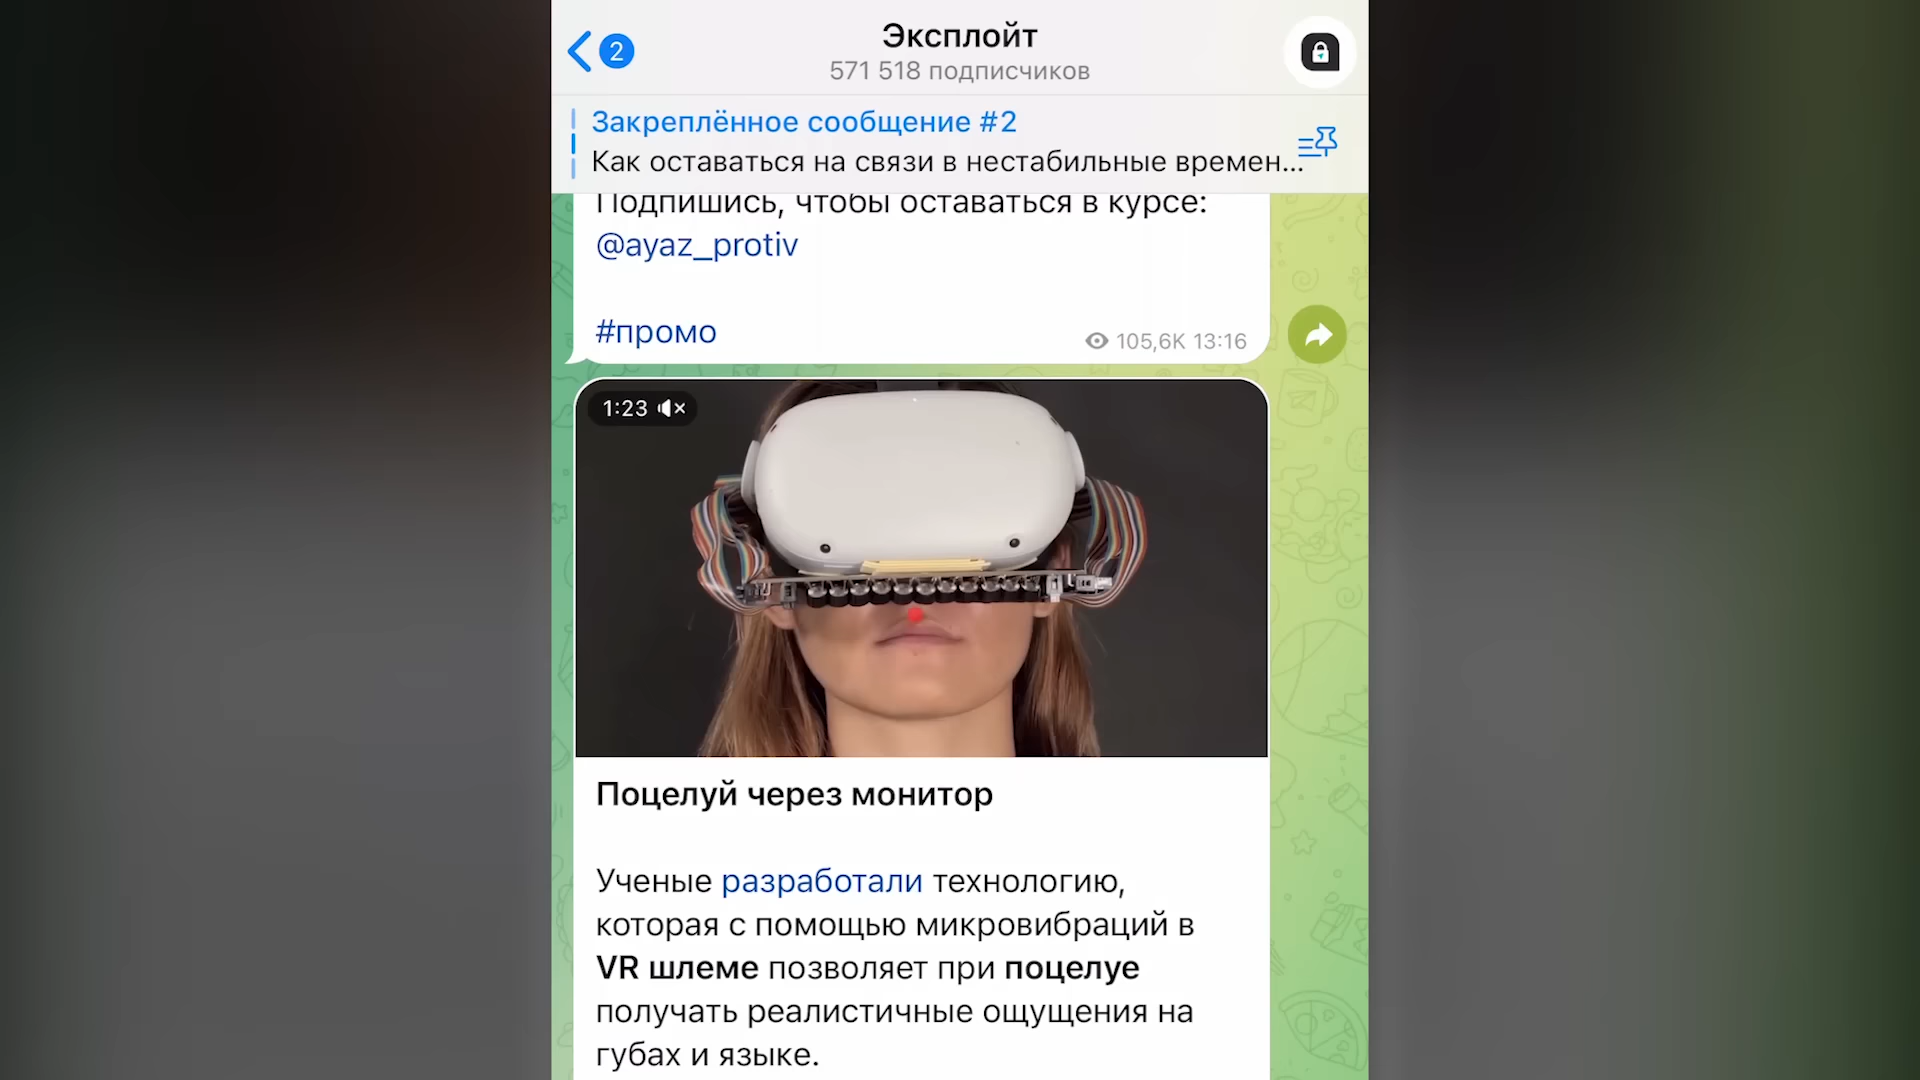 2
Эксплойт
571 518 подписчиков
Закреплённое сообщение #2
Как оставаться на связи в нестабильные времен...
Подпишись, чтобы оставаться в курсе:
@ayaz_protiv
#промо
105,6K 13:16
1:23
Поцелуй через монитор
Ученые разработали технологию,
которая с помощью микровибраций в
VR шлеме позволяет при поцелуе
получать реалистичные ощущения на
губах и языке.